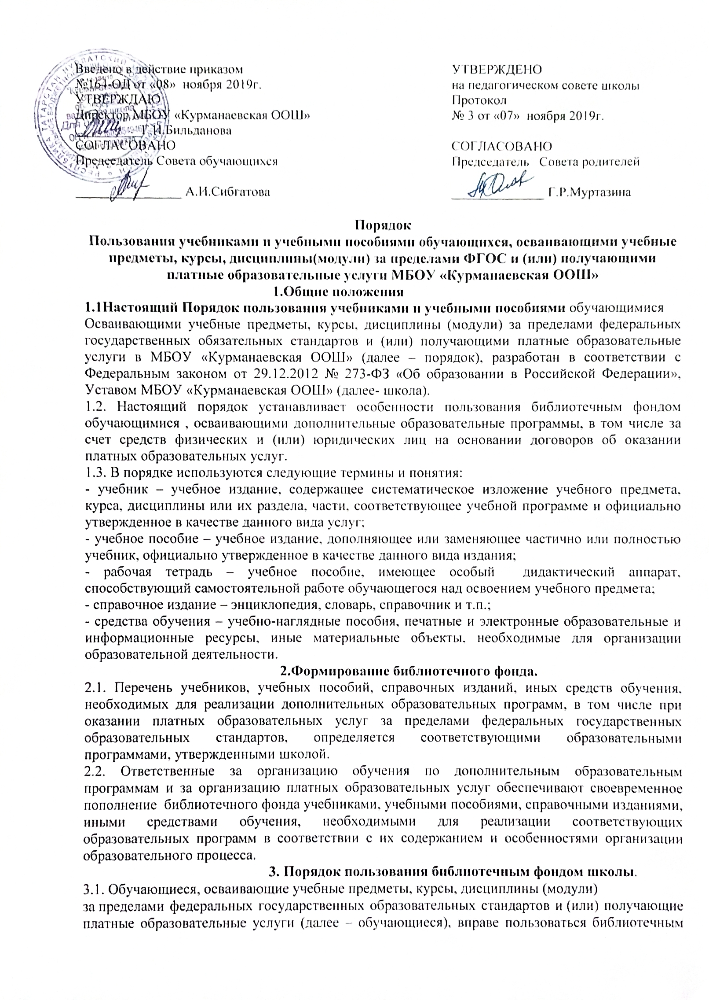 Введено в действие приказом
№164-ОД от «08» ноября 2019г.
УТВЕРЖДАЮ
Директор МБОУ «Курманаевская ООШ»
Г.И.Бильданова
СОГЛАСОВАНО
Председатель Совета обучающихся
А.И.Сибгатова
УТВЕРЖДЕНО
на педагогическом совете школы
Протокол
№ 3 от «07» ноября 2019г.
СОГЛАСОВАНО
Председатель Совета родителей
Г.Р.Муртазина
Порядок
Пользования учебниками и учебными пособиями обучающихся, осваивающими учебные
предметы, курсы, дисциплины(модули) за пределами ФГОС и (или) получающими
платные образовательные услуги МБОУ «Курманаевская ООШ»
1.Общие положения
1.1Настоящий Порядок пользования учебниками и учебными пособиями обучающимися
Осваивающими учебные предметы, курсы, дисциплины (модули) за пределами федеральных
государственных обязательных стандартов и (или) получающими платные образовательные
услуги в МБОУ «Курманаевская ООШ» (далее – порядок), разработан в соответствии с
Федеральным законом от 29.12.2012 № 273-ФЗ «Об образовании в Российской Федерации»,
Уставом МБОУ «Курманаевская ООШ» (далее- школа).
1.2. Настоящий порядок устанавливает особенности пользования библиотечным фондом
обучающимися , осваивающими дополнительные образовательные программы, в том числе за
счет средств физических и (или) юридических лиц на основании договоров об оказании
платных образовательных услуг.
1.3. В порядке используются следующие термины и понятия:
- учебник – учебное издание, содержащее систематическое изложение учебного предмета,
курса, дисциплины или их раздела, части, соответствующее учебной программе и официально
утвержденное в качестве данного вида услуг;
- учебное пособие – учебное издание, дополняющее или заменяющее частично или полностью
учебник, официально утвержденное в качестве данного вида издания;
- рабочая тетрадь – учебное пособие, имеющее особый дидактический аппарат,
способствующий самостоятельной работе обучающегося над освоением учебного предмета;
- справочное издание – энциклопедия, словарь, справочник и т.п.;
- средства обучения – учебно-наглядные пособия, печатные и электронные образовательные и
информационные ресурсы, иные материальные объекты, необходимые для организации
образовательной деятельности.
2.Формирование библиотечного фонда.
2.1. Перечень учебников, учебных пособий, справочных изданий, иных средств обучения,
необходимых для реализации дополнительных образовательных программ, в том числе при
оказании платных образовательных услуг за пределами федеральных государственных
образовательных стандартов, определяется соответствующими образовательными
программами, утвержденными школой.
2.2. Ответственные за организацию обучения по дополнительным образовательным
программам и за организацию платных образовательных услуг обеспечивают своевременное
пополнение библиотечного фонда учебниками, учебными пособиями, справочными изданиями,
иными средствами обучения, необходимыми для реализации соответствующих
образовательных программ в соответствии с их содержанием и особенностями организации
образовательного процесса.
3. Порядок пользования библиотечным фондом школы.
3.1. Обучающиеся, осваивающие учебные предметы, курсы, дисциплины (модули)
за пределами федеральных государственных образовательных стандартов и (или) получающие
платные образовательные услуги (далее – обучающиеся), вправе пользоваться библиотечным